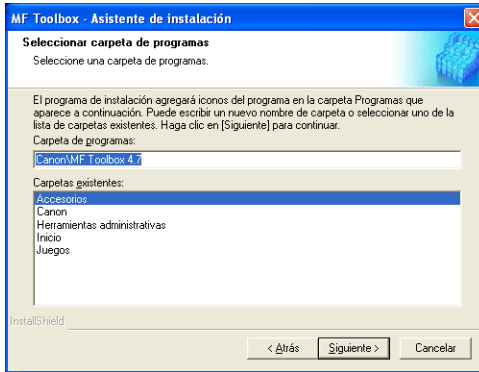 MF Toolbox - Asistente de instalación
Seleccionar carpeta de programas
Seleccione una carpeta de programas.
El programa de instalación agregará iconos del programa en la carpeta Programas que
aparece a continuación. Puede escribir un nuevo nombre de carpeta o seleccionar uno de la
lista de carpetas existentes. Haga clic en [Siguiente] para continuar.
Carpeta de programas:
Canon\MF Toolbox 4.7
Carpetas existentes:
Accesorios
Canon
Herramientas administrativas
Inicio
Juegos
InstallShield
< Atrás Siguiente > Cancelar